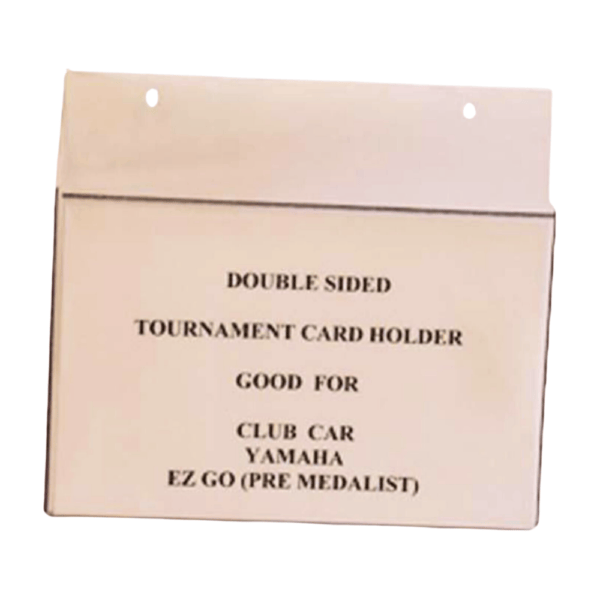 DOUBLE SIDED
TOURNAMENT CARD HOLDER
GOOD FOR
CLUB CAR
YAMAHA
EZ GO (PRE MEDALIST)